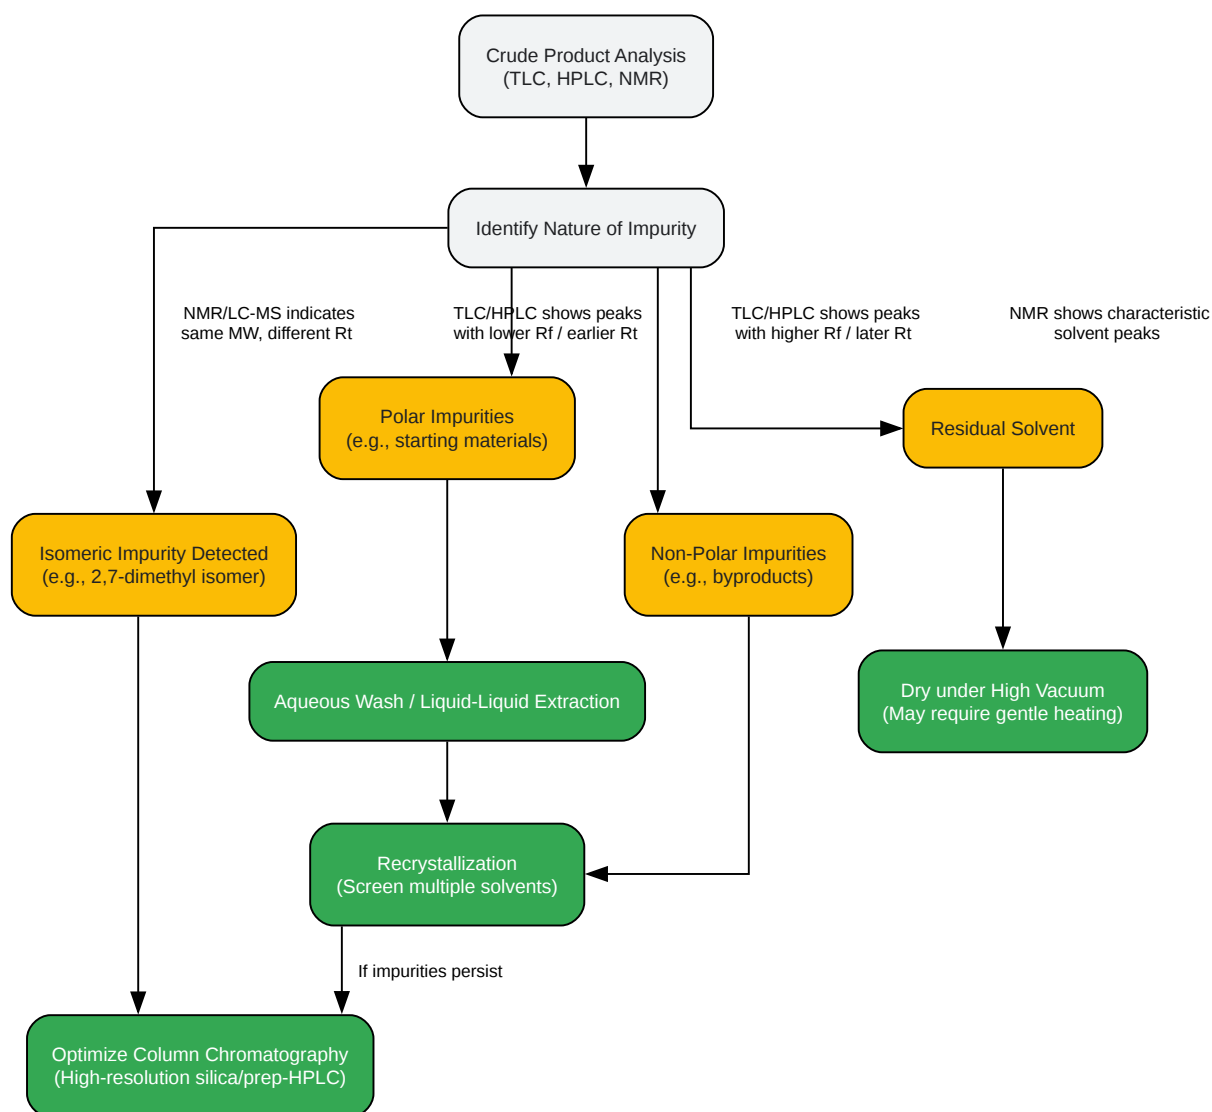 Crude Product Analysis
(TLC, HPLC, NMR)
Identify Nature of Impurity
NMR/LC-MS indicates
same MW, different Rt
TLC/HPLC shows peaks
with lower Rf / earlier Rt
TLC/HPLC shows peaks
with higher Rf / later Rt
NMR shows characteristic
solvent peaks
Polar Impurities
(e.g., starting materials)
Residual Solvent
Isomeric Impurity Detected
(e.g., 2,7-dimethyl isomer)
Non-Polar Impurities
(e.g., byproducts)
Aqueous Wash / Liquid-Liquid Extraction
Dry under High Vacuum
(May require gentle heating)
Recrystallization
(Screen multiple solvents)
If impurities persist
Optimize Column Chromatography
(High-resolution silica/prep-HPLC)